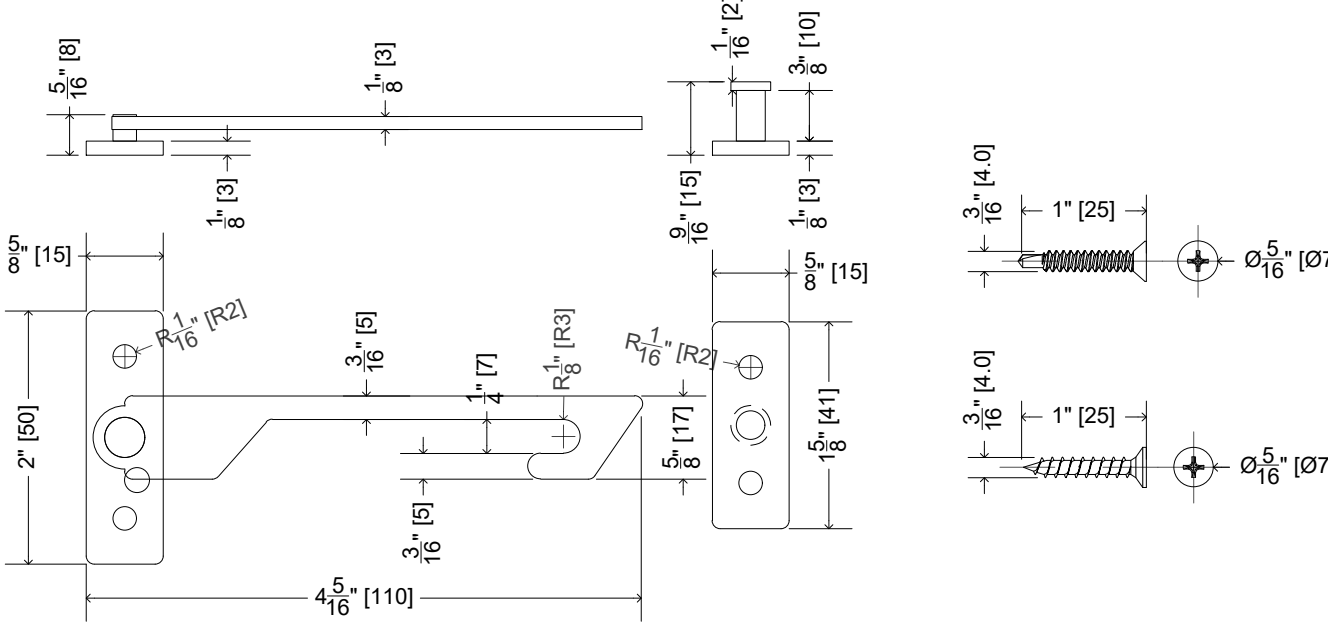 5/16" [8]
1/8" [3]
1/16" [2]
3/8" [10]
1/8" [3]
9/16" [15]
1/8" [3]
5/8" [15]
5/8" [15]
R1/16" [R2]
3/16" [5]
1/4" [7]
R1/8" [R3]
R1/16" [R2]
2" [50]
5/8" [17]
1 5/8" [41]
3/16" [5]
4 5/16" [110]
3/16" [4.0]
1" [25]
Ø5/16" [Ø7
3/16" [4.0]
1" [25]
Ø5/16" [Ø7